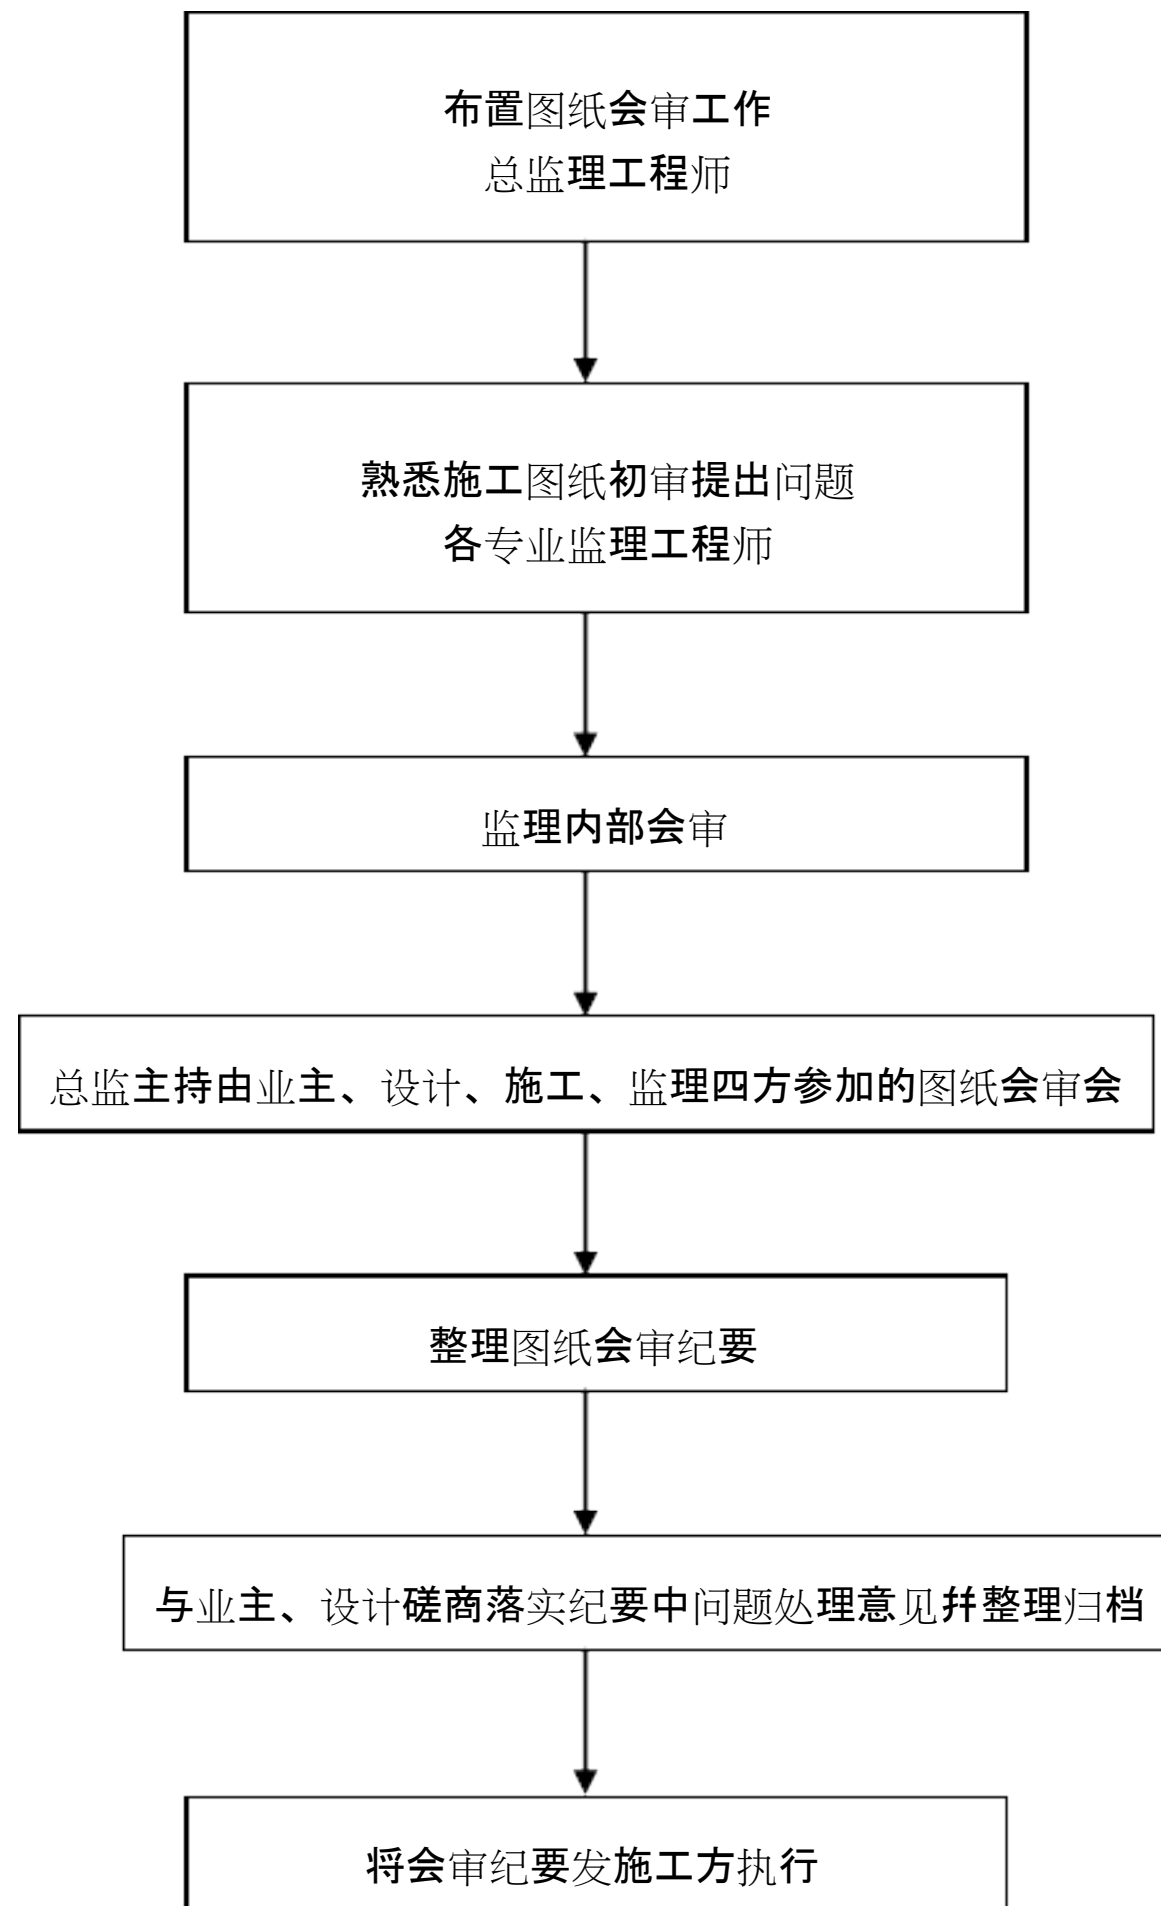 布置图纸会审工作
总监理工程师
熟悉施工图纸初审提出问题
各专业监理工程师
监理内部会审
总监主持由业主、设计、施工、监理四方参加的图纸会审会
整理图纸会审纪要
与业主、设计磋商落实纪要中问题处理意见幷整理归档
将会审纪要发施工方执行